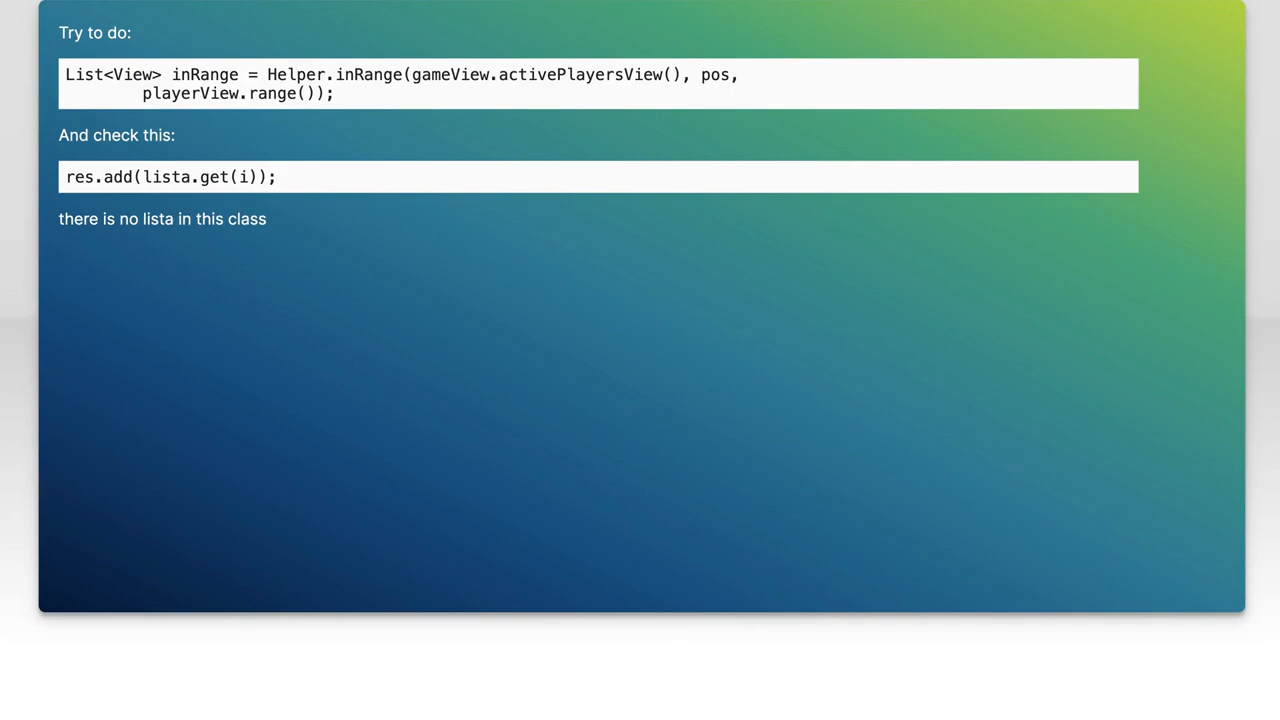 Try to do:
List<View> inRange = Helper.inRange(gameView.activePlayersView(), pos,
        playerView.range());
And check this:
res.add(lista.get(i));
there is no lista in this class